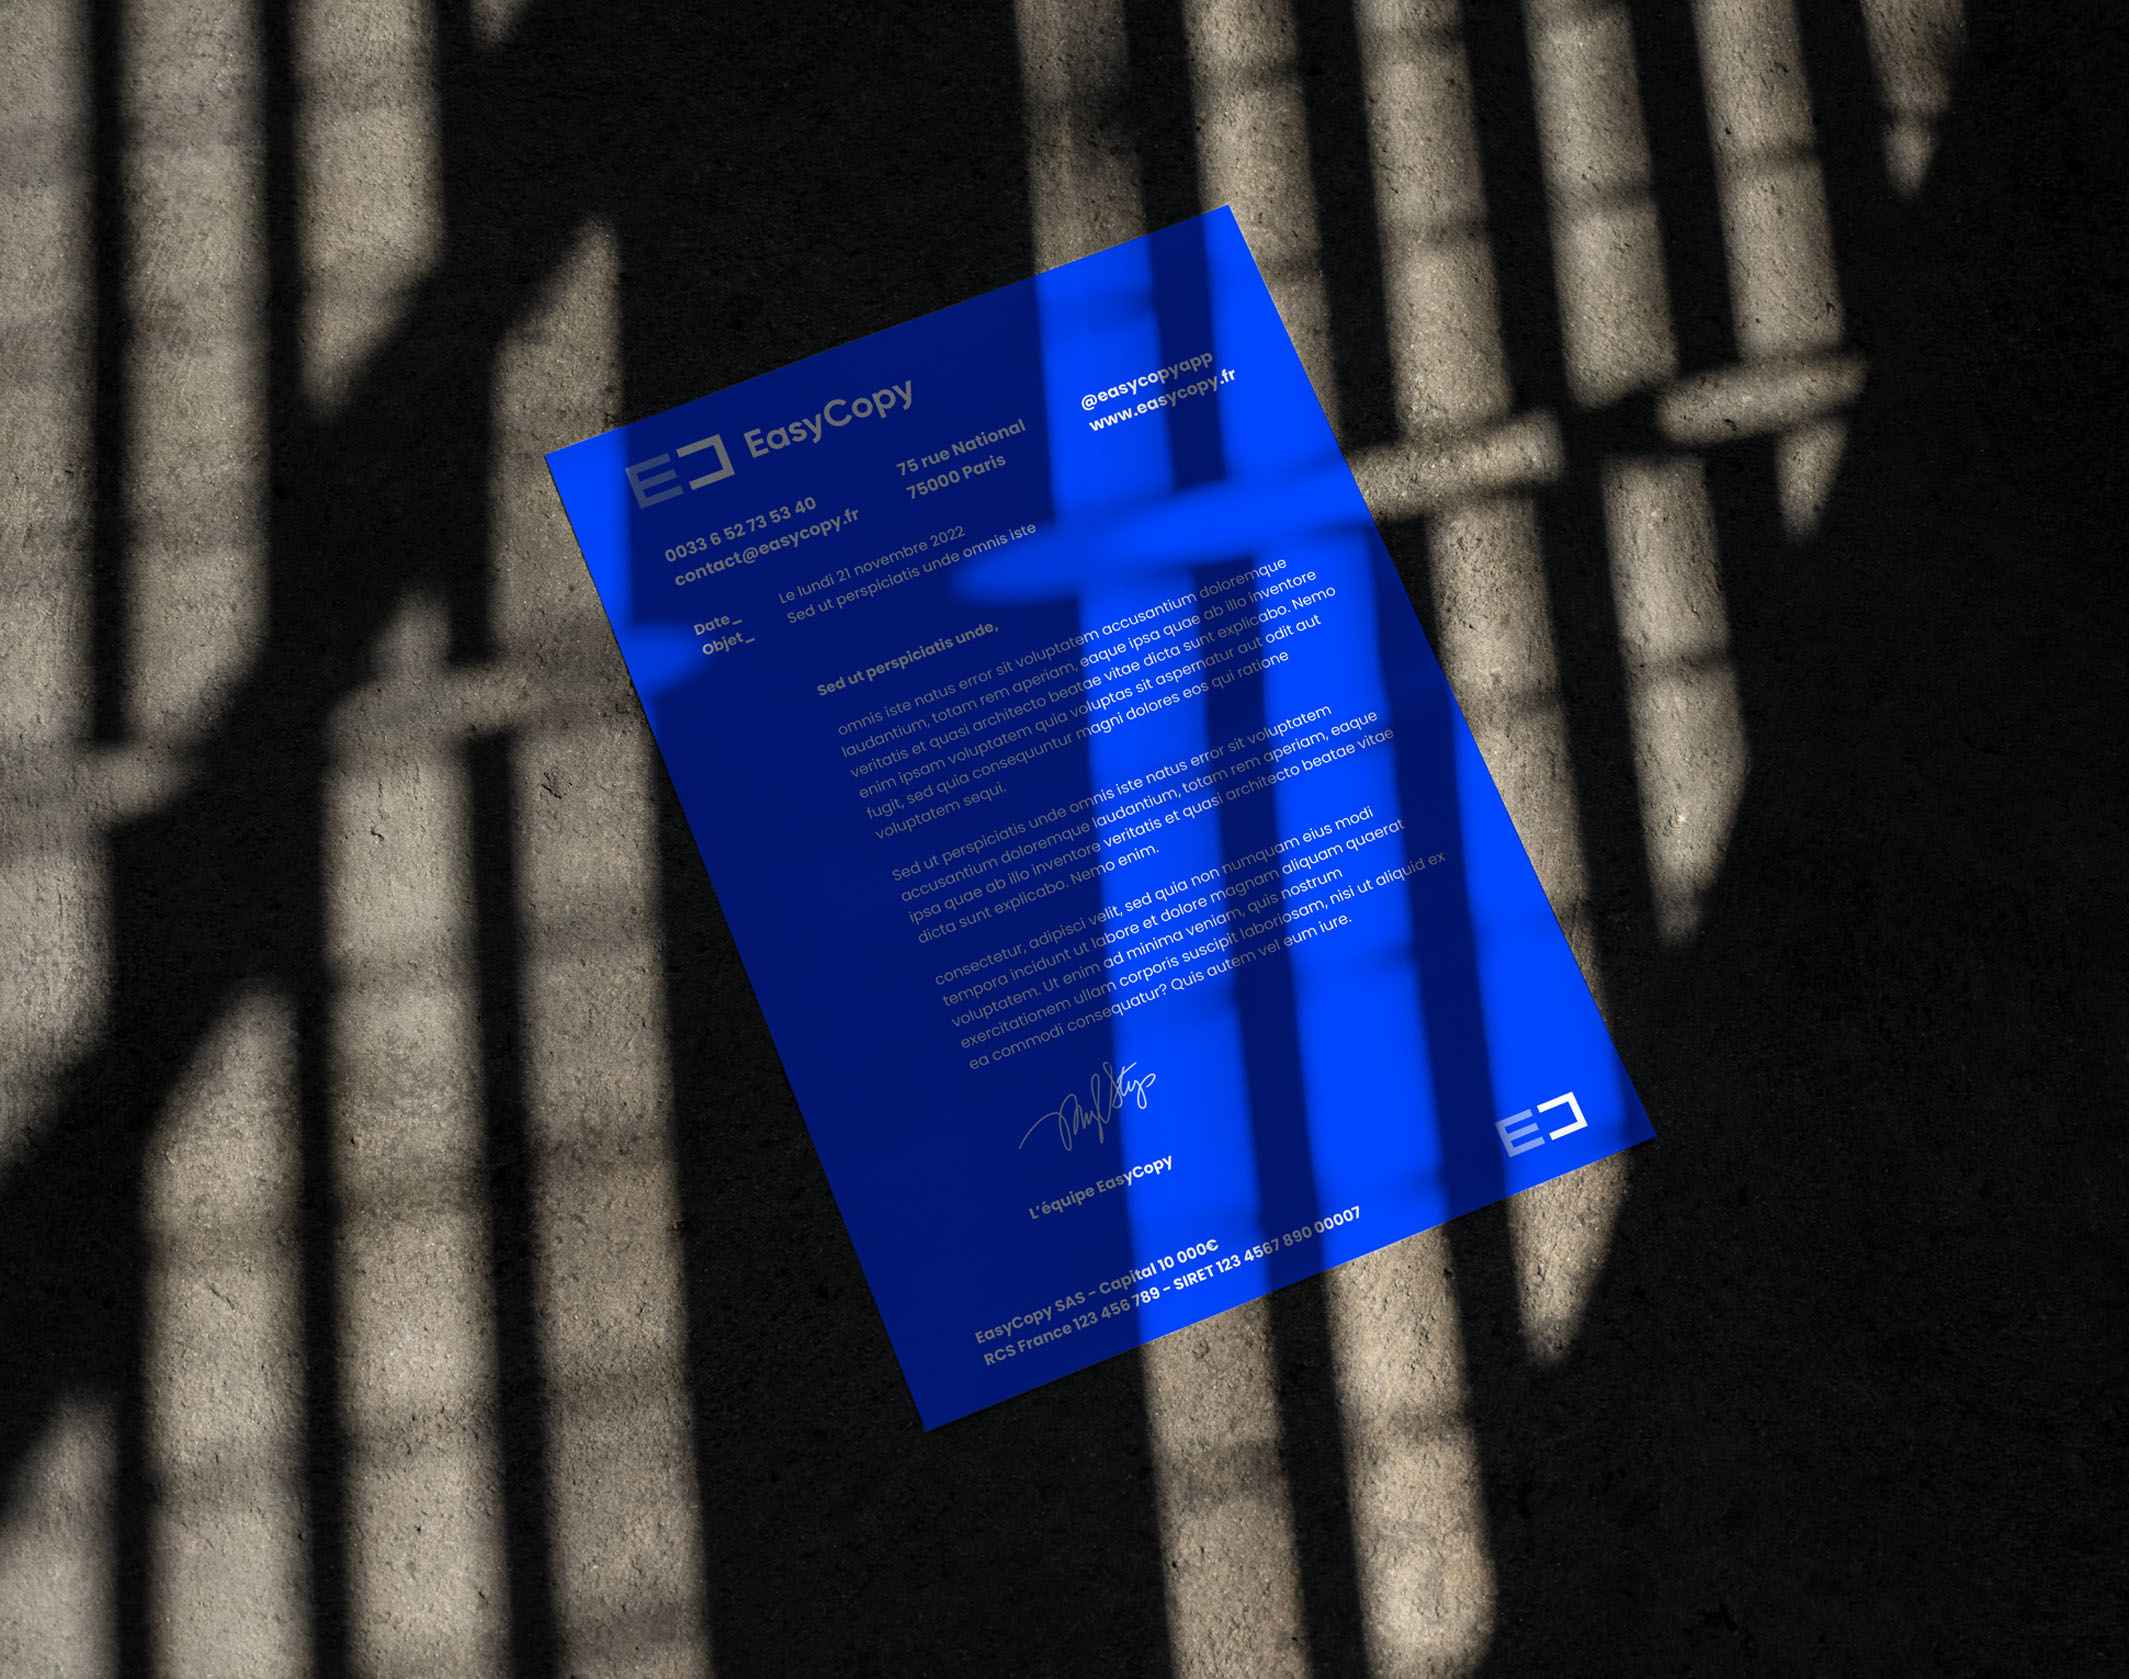 EasyCopy
@easycopyapp
www.easycopy.fr
75 rue National
75000 Paris
0033 6 52 73 53 40
contact@easycopy.fr
Date_ Le lundi 21 novembre 2022
Objet_ Sed ut perspiciatis unde omnis iste
Sed ut perspiciatis unde,
omnis iste natus error sit voluptatem accusantium doloremque
laudantium, totam rem aperiam, eaque ipsa quae ab illo inventore
veritatis et quasi architecto beatae vitae dicta sunt explicabo. Nemo
enim ipsam voluptatem quia voluptas sit aspernatur aut odit aut
fugit, sed quia consequuntur magni dolores eos qui ratione
voluptatem sequi.
Sed ut perspiciatis unde omnis iste natus error sit voluptatem
accusantium doloremque laudantium, totam rem aperiam, eaque
ipsa quae ab illo inventore veritatis et quasi architecto beatae vitae
dicta sunt explicabo. Nemo enim.
consectetur, adipisci velit, sed quia non numquam eius modi
tempora incidunt ut labore et dolore magnam aliquam quaerat
voluptatem. Ut enim ad minima veniam, quis nostrum
exercitationem ullam corporis suscipit laboriosam, nisi ut aliquid ex
ea commodi consequatur? Quis autem vel eum iure.
L'équipe EasyCopy
EasyCopy SAS - Capital 10 000€
RCS France 123 456 789 - SIRET 123 4567 890 00007